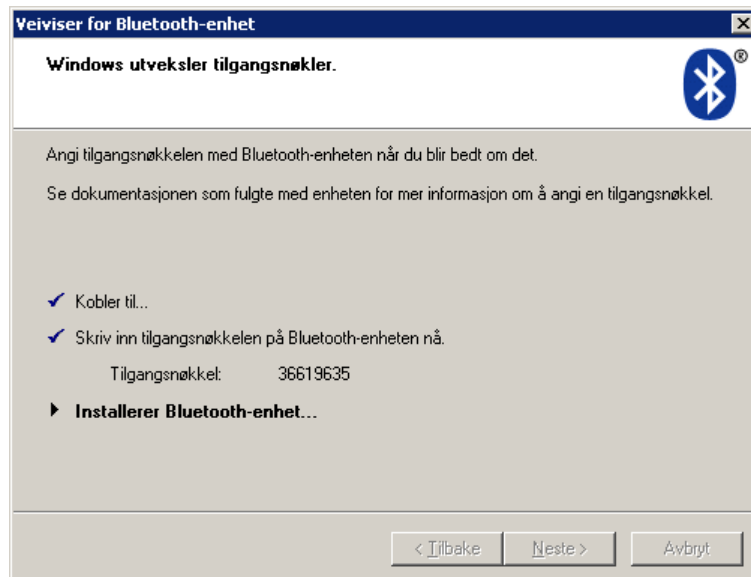 Veiviser for Bluetooth-enhet
Windows utveksler tilgangsnøkler.
®
Angi tilgangsnøkkelen med Bluetooth-enheten når du blir bedt om det.
Se dokumentasjonen som fulgte med enheten for mer informasjon om å angi en tilgangsnøkkel.
Kobler til...
Skriv inn tilgangsnøkkelen på Bluetooth-enheten nå.
Tilgangsnøkkel: 36619635
Installerer Bluetooth-enhet...
< Tilbake Neste > Avbryt